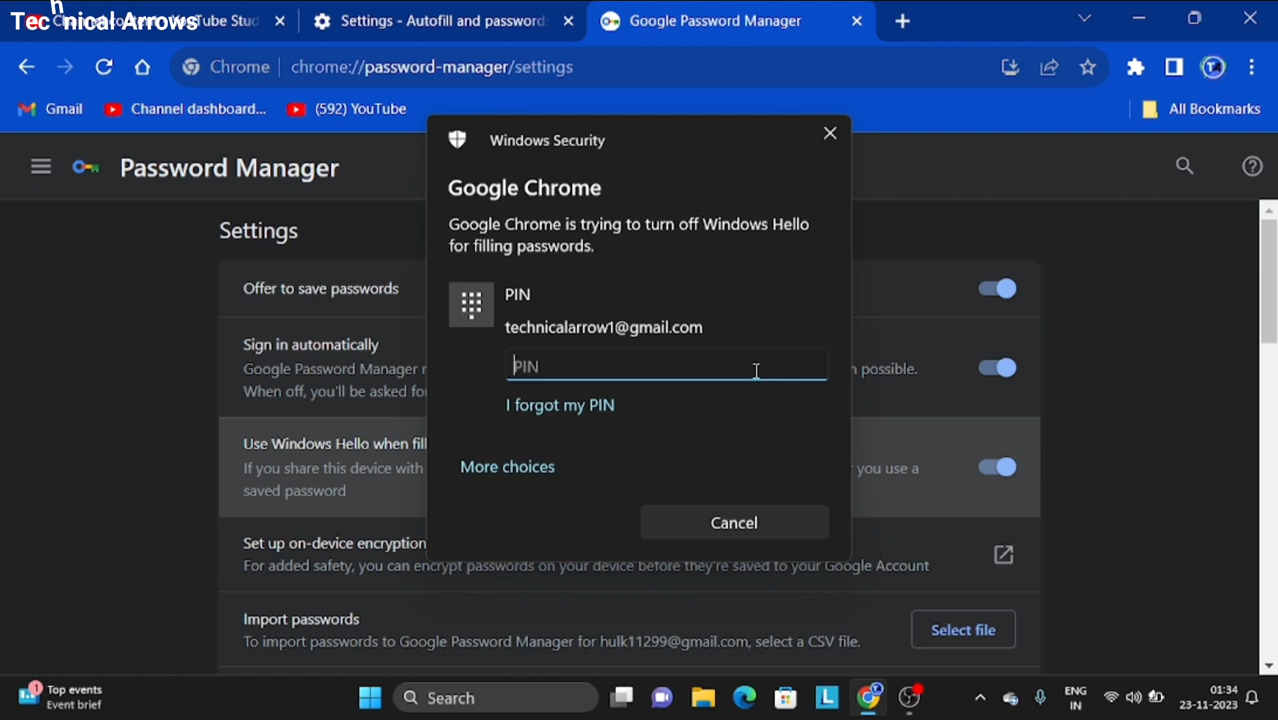 Technical Arrows
Settings - Autofill and passwords
Google Password Manager
Chrome
chrome://password-manager/settings
Gmail
Channel dashboard...
(592) YouTube
All Bookmarks
Password Manager
Settings
Offer to save passwords
Sign in automatically
Google Password Manager
possible.
When off, you'll be asked
Use Windows Hello when
If you share this device with
you use a
saved password
Set up on-device encryption
For added safety, you can encrypt passwords on your device before they're saved to your Google Account
Import passwords
To import passwords to Google Password Manager for hulk11299@gmail.com, select a CSV file.
Select file
Windows Security
Google Chrome
Google Chrome is trying to turn off Windows Hello
for filling passwords.
PIN
technicalarrow1@gmail.com
PIN
I forgot my PIN
More choices
Cancel
1
Top events
Event brief
Search
L
ENG
IN
01:34
23-11-2023